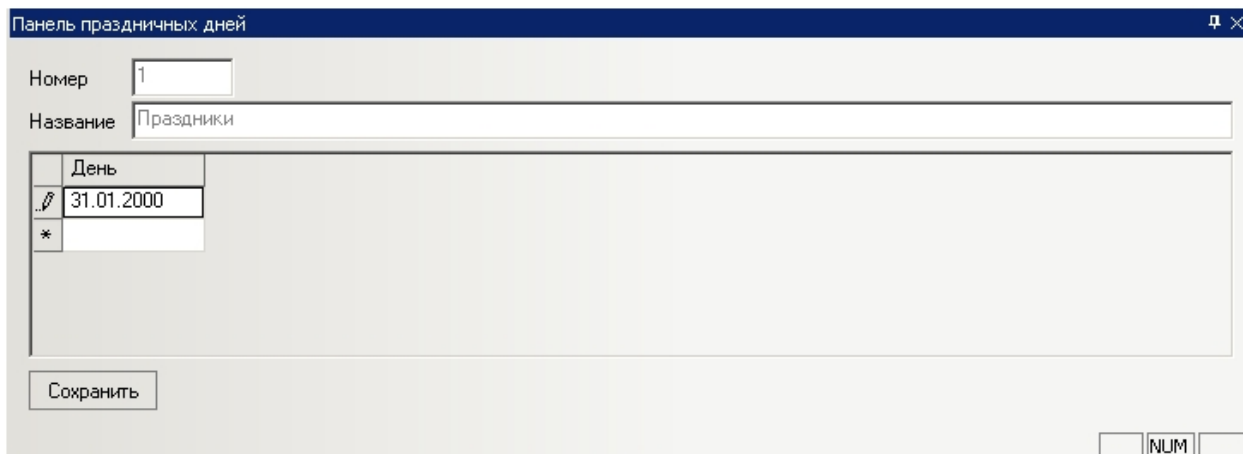 Панель праздничных дней
Номер 1
Название Праздники
День
31.01.2000
*
Сохранить
NUM